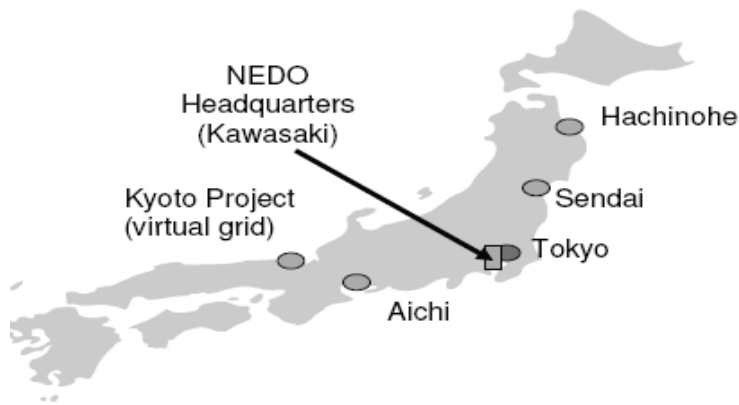 NEDO
Headquarters
(Kawasaki)
Hachinohe
Kyoto Project
(virtual grid)
Sendai
Tokyo
Aichi